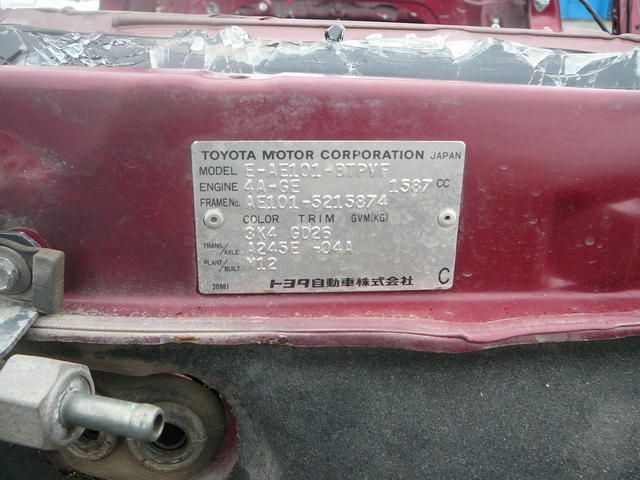 TOYOTA MOTOR CORPORATION JAPAN
MODEL E-AE101-BTPVF
ENGINE 4A-GE 1587 CC
FRAME No. AE101-5215874
COLOR TRIM GVM(KG)
3K4 GD26
TRANS/AXLE A245E -04A
PLANT/BUILT M12
30881 トヨタ自動車株式会社 C